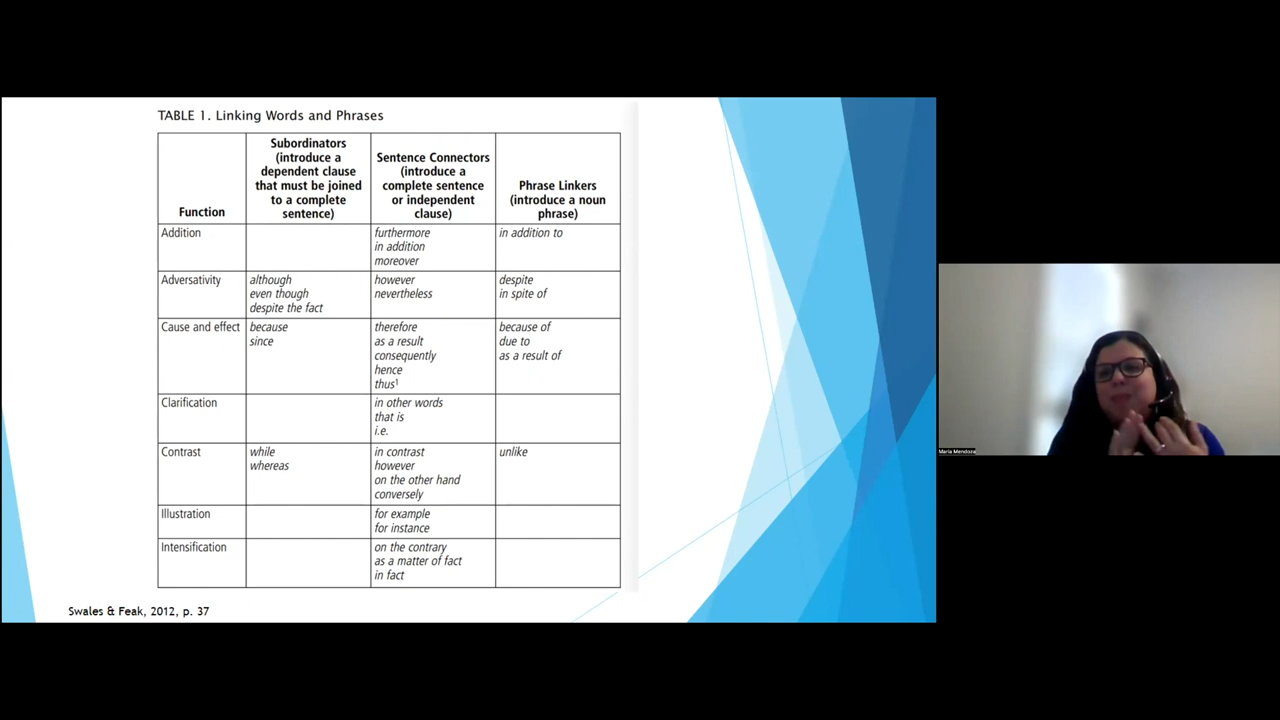 TABLE 1. Linking Words and Phrases
Function
Subordinators
(introduce a
dependent clause
that must be joined
to a complete
sentence)
Sentence Connectors
(introduce a
complete sentence
or independent
clause)
Phrase Linkers
(introduce a noun
phrase)
Addition
furthermore
in addition
moreover
in addition to
Adversativity
although
even though
despite the fact
however
nevertheless
despite
in spite of
Cause and effect
because
since
therefore
as a result
consequently
hence
thus¹
because of
due to
as a result of
Clarification
in other words
that is
i.e.
Contrast
while
whereas
in contrast
however
on the other hand
conversely
unlike
Illustration
for example
for instance
Intensification
on the contrary
as a matter of fact
in fact
Swales & Feak, 2012, p. 37
Maria Mendoza